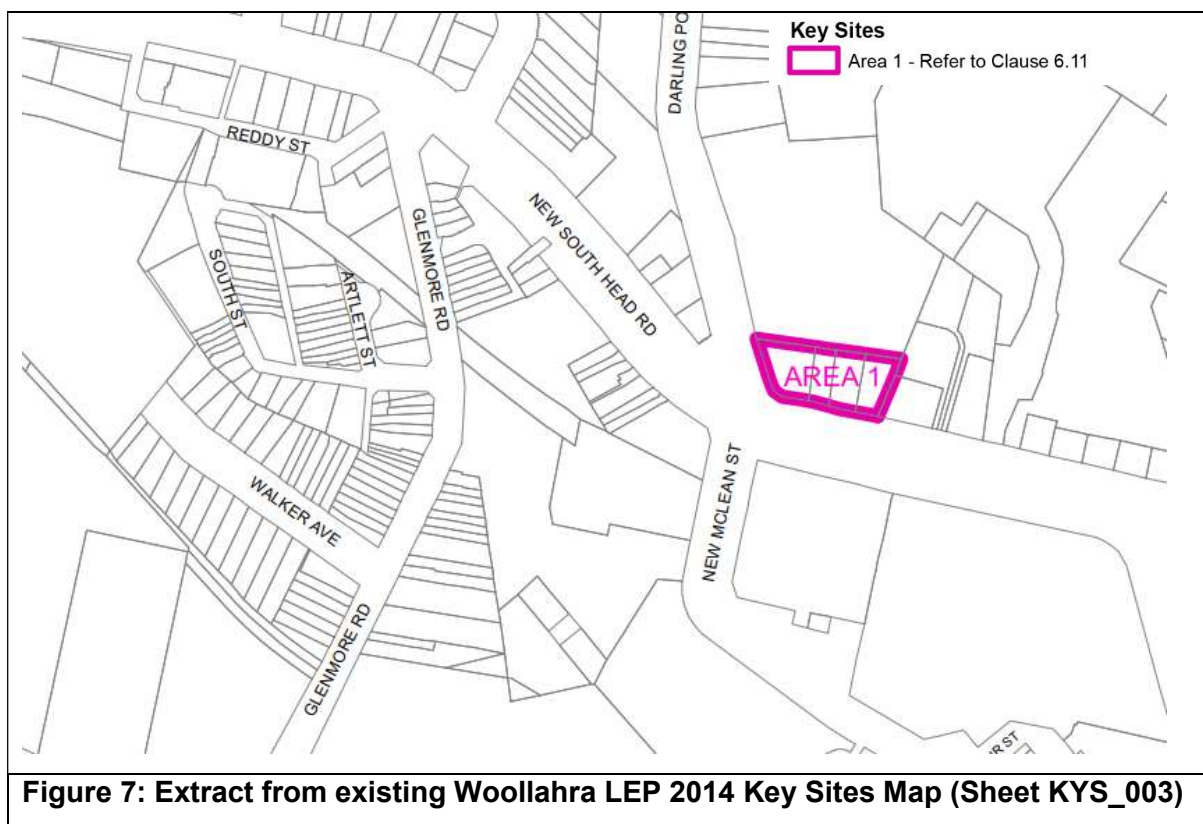 Key Sites
Area 1 - Refer to Clause 6.11
DARLING PO
REDDY ST
GLENMORE RD
NEW SOUTH HEAD RD
SOUTH ST
ARTLETT ST
AREA 1
NEW MCLEAN ST
WALKER AVE
GLENMORE RD
R ST
Figure 7: Extract from existing Woollahra LEP 2014 Key Sites Map (Sheet KYS_003)